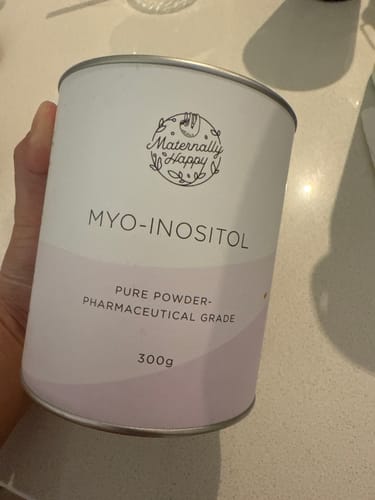 Maternally
Happy
MYO-INOSITOL
PURE POWDER-
PHARMACEUTICAL GRADE
300g